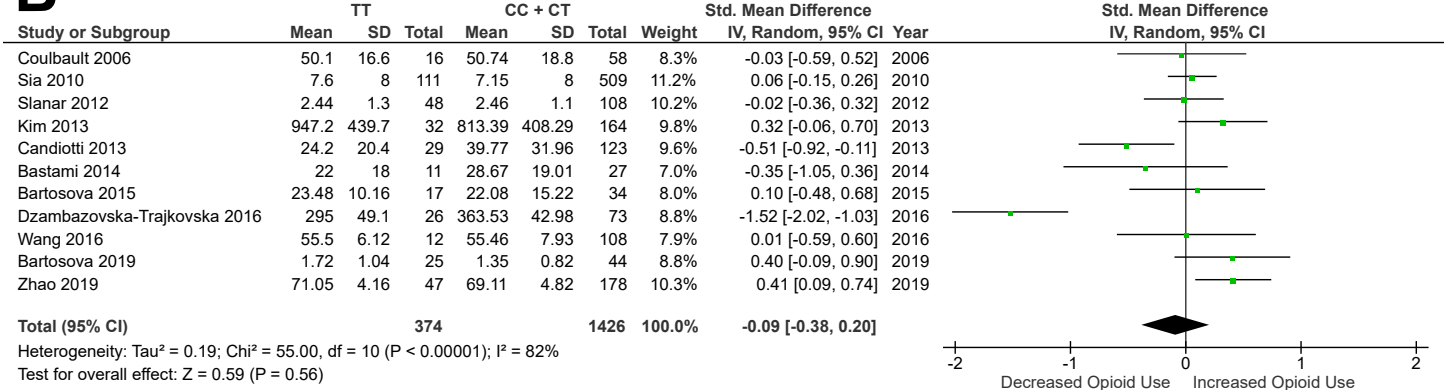 B
TT CC + CT Std. Mean Difference Std. Mean Difference
Study or Subgroup Mean SD Total Mean SD Total Weight IV, Random, 95% CI Year IV, Random, 95% CI
Coulbault 2006 50.1 16.6 16 50.74 18.8 58 8.3% -0.03 [-0.59, 0.52] 2006
Sia 2010 7.6 8 111 7.15 8 509 11.2% 0.06 [-0.15, 0.26] 2010
Slanar 2012 2.44 1.3 48 2.46 1.1 108 10.2% -0.02 [-0.36, 0.32] 2012
Kim 2013 947.2 439.7 32 813.39 408.29 164 9.8% 0.32 [-0.06, 0.70] 2013
Candiotti 2013 24.2 20.4 29 39.77 31.96 123 9.6% -0.51 [-0.92, -0.11] 2013
Bastami 2014 22 18 11 28.67 19.01 27 7.0% -0.35 [-1.05, 0.36] 2014
Bartosova 2015 23.48 10.16 17 22.08 15.22 34 8.0% 0.10 [-0.48, 0.68] 2015
Dzambazovska-Trajkovska 2016 295 49.1 26 363.53 42.98 73 8.8% -1.52 [-2.02, -1.03] 2016
Wang 2016 55.5 6.12 12 55.46 7.93 108 7.9% 0.01 [-0.59, 0.60] 2016
Bartosova 2019 1.72 1.04 25 1.35 0.82 44 8.8% 0.40 [-0.09, 0.90] 2019
Zhao 2019 71.05 4.16 47 69.11 4.82 178 10.3% 0.41 [0.09, 0.74] 2019
Total (95% CI) 374 1426 100.0% -0.09 [-0.38, 0.20]
Heterogeneity: Tau² = 0.19; Chi² = 55.00, df = 10 (P < 0.00001); I² = 82%
Test for overall effect: Z = 0.59 (P = 0.56)
-2 -1 0 1 2
Decreased Opioid Use Increased Opioid Use